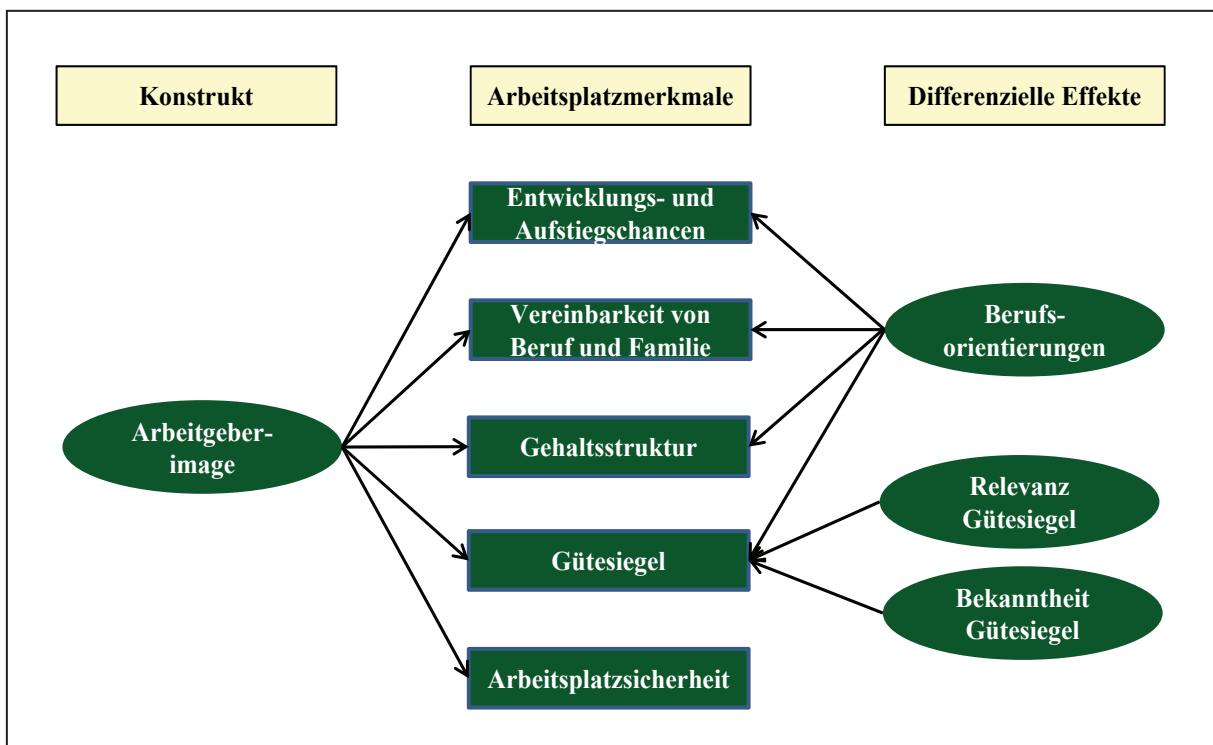 Konstrukt
Arbeitsplatzmerkmale
Differenzielle Effekte
Entwicklungs- und
Aufstiegschancen
Vereinbarkeit von
Beruf und Familie
Berufs-
orientierungen
Arbeitgeber-
image
Gehaltsstruktur
Relevanz
Gütesiegel
Gütesiegel
Bekanntheit
Gütesiegel
Arbeitsplatzsicherheit